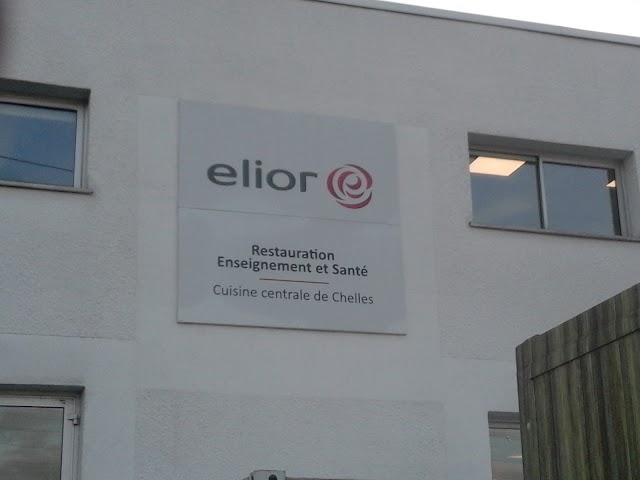 elior
Restauration
Enseignement et Santé
Cuisine centrale de Chelles